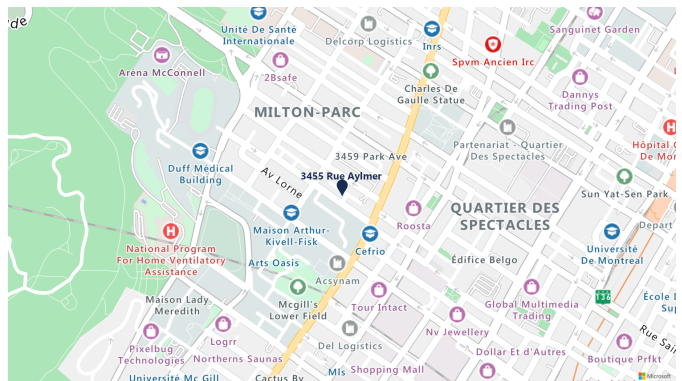 de
Unité De Santé
Internationale
Delcorp Logistics
Inrs
Sanguinet Garden
Spvm Ancien Irc
Aréna McConnell
2Bsafe
Charles De
Gaulle Statue
Dannys
Trading Post
MILTON-PARC
Partenariat - Quartier
Des Spectacles
Hôpital
De Mon
3459 Park Ave
Duff Médical
Building
Av Lorne
3455 Rue Aylmer
Sun Yat-Sen Park
Maison Arthur-
Kivell-Fisk
Roosta
QUARTIER DES
SPECTACLES
Depart
National Program
For Home Ventilatory
Assistance
Cefrio
Université
De Montreal
Arts Oasis
Édifice Belgo
Acsynam
Maison Lady
Meredith
Mcgill's
Lower Field
Tour Intact
Global Multimedia
Trading
136
École
Du S
Pixelbug
Technologies
Logrr
Nv Jewellery
Rue Sai
Del Logistics
Northerns Saunas
Shopping Mall
Dollar Et d'Autres
Boutique Prfkt
Université Mc Gill
Cactus By
Mls
Microsoft